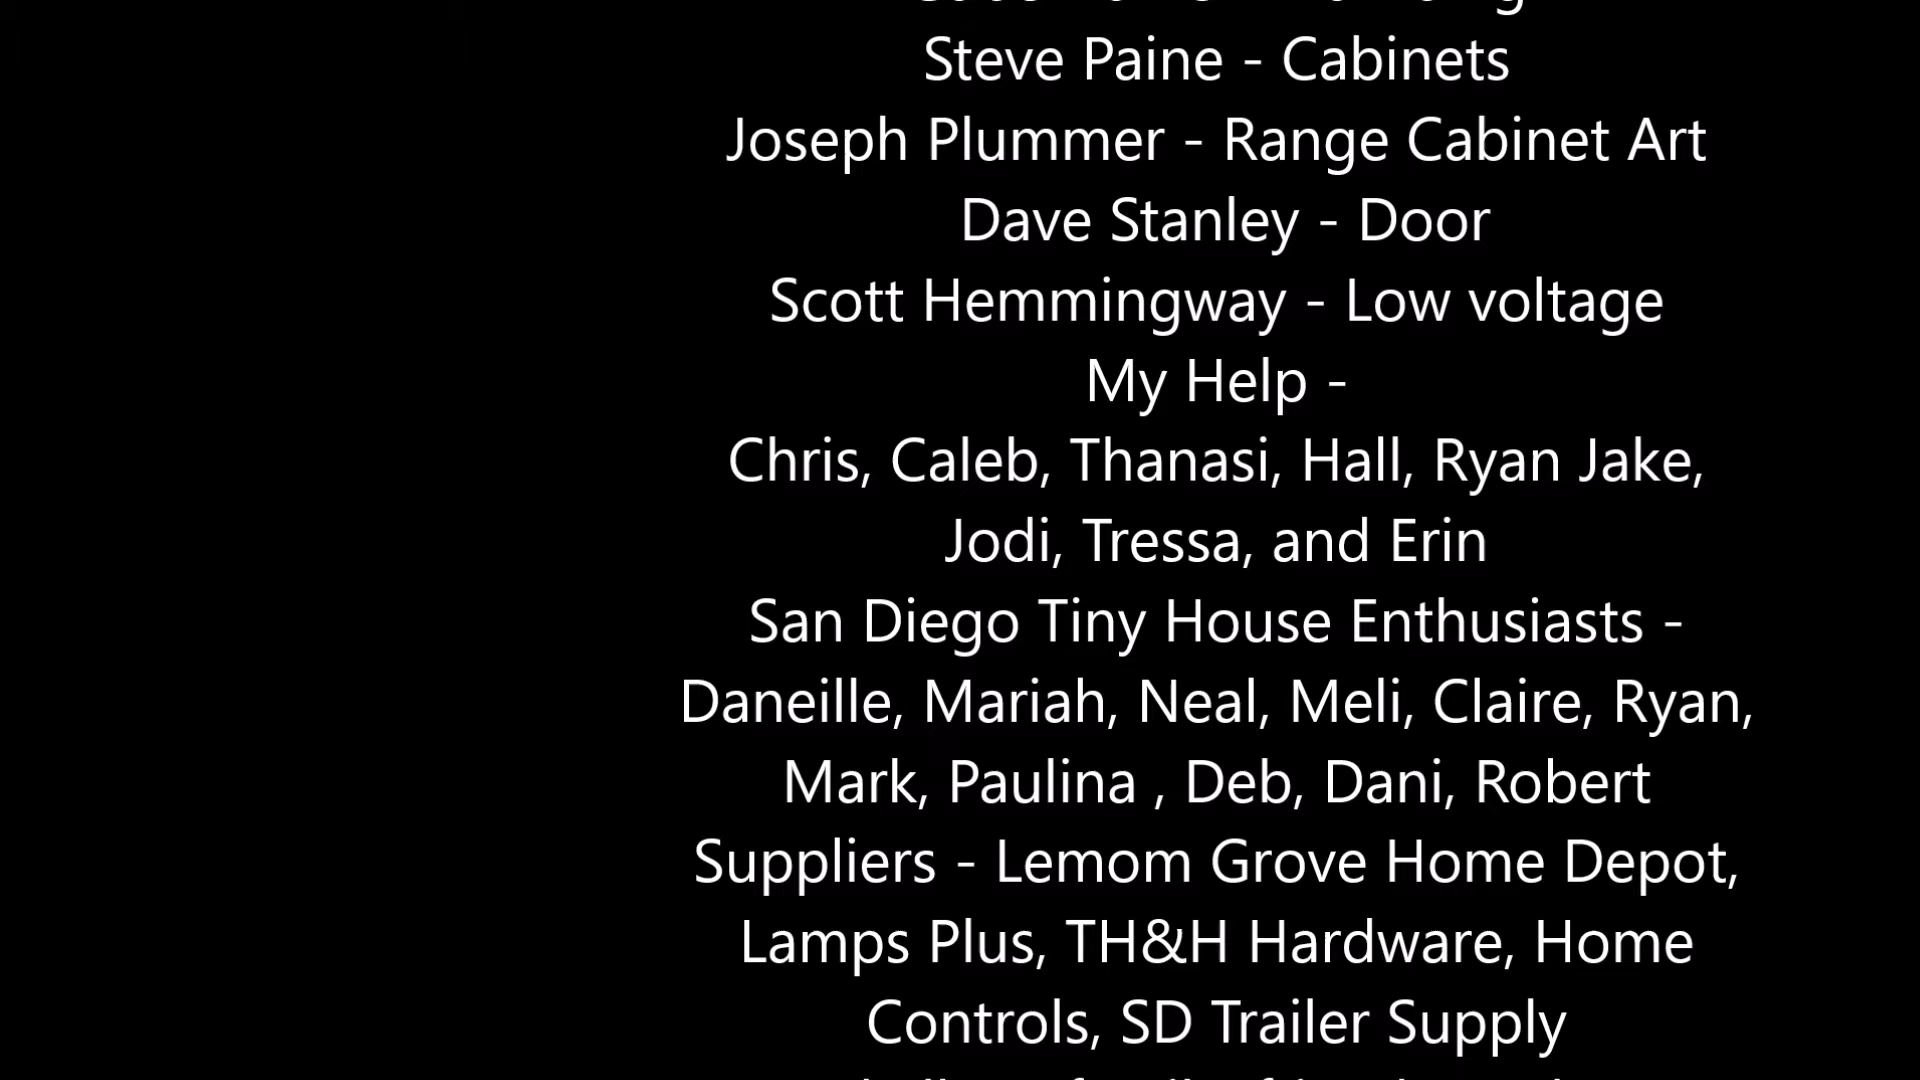 Steve Paine - Cabinets
Joseph Plummer - Range Cabinet Art
Dave Stanley - Door
Scott Hemmingway - Low voltage
My Help -
Chris, Caleb, Thanasi, Hall, Ryan Jake,
Jodi, Tressa, and Erin
San Diego Tiny House Enthusiasts -
Daneille, Mariah, Neal, Meli, Claire, Ryan,
Mark, Paulina , Deb, Dani, Robert
Suppliers - Lemom Grove Home Depot,
Lamps Plus, TH&H Hardware, Home
Controls, SD Trailer Supply